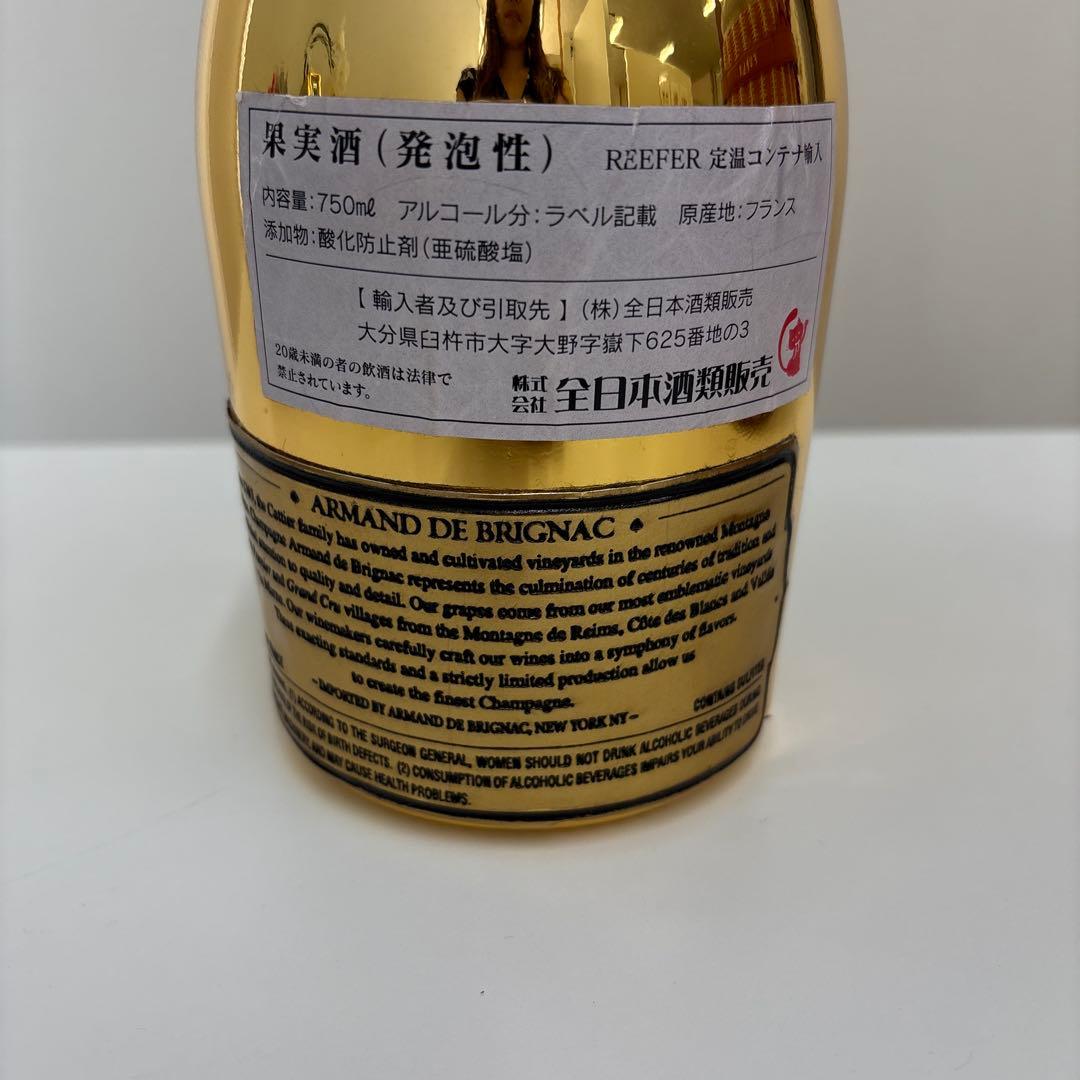 果実酒(発泡性) REEFER 定温コンテナ輸入
内容量:750㎖ アルコール分:ラベル記載 原産地:フランス
添加物:酸化防止剤(亜硫酸塩)
【 輸入者及び引取先 】(株)全日本酒類販売
大分県臼杵市大字大野字嶽下625番地の3
20歳未満の者の飲酒は法律で
禁止されています。
株式会社 全日本酒類販売
♠ ARMAND DE BRIGNAC ♠
the Cattier family has owned and cultivated vineyards in the renowned Montagne
Champagne Armand de Brignac represents the culmination of centuries of tradition and
to quality and detail. Our grapes come from our most emblematic vineyards
and Grand Cru villages from the Montagne de Reims, Côte des Blancs and Vallée
Our winemakers carefully craft our wines into a symphony of flavors.
exacting standards and a strictly limited production allow us
to create the finest Champagne.
~IMPORTED BY ARMAND DE BRIGNAC, NEW YORK NY~
CONTAINS SULFITES
(1) ACCORDING TO THE SURGEON GENERAL, WOMEN SHOULD NOT DRINK ALCOHOLIC BEVERAGES DURING
OF THE RISK OF BIRTH DEFECTS. (2) CONSUMPTION OF ALCOHOLIC BEVERAGES IMPAIRS YOUR ABILITY TO
AND MAY CAUSE HEALTH PROBLEMS.